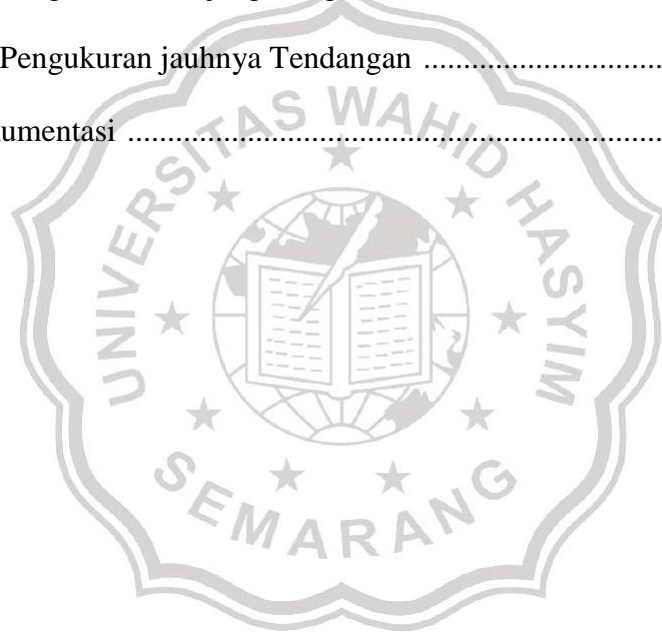 Pengukuran jauhnya Tendangan ............................
umentasi ..........................................................
UNIVERSITAS WAHID HASYIM
SEMARANG